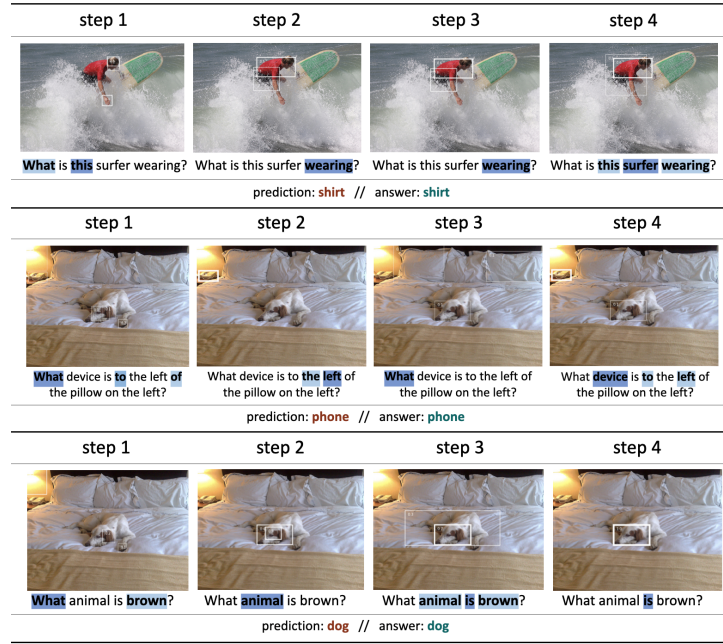 step 1 step 2 step 3 step 4
What is this surfer wearing? What is this surfer wearing? What is this surfer wearing? What is this surfer wearing?
prediction: shirt // answer: shirt
step 1 step 2 step 3 step 4
What device is to the left of What device is to the left of What device is to the left of What device is to the left of
the pillow on the left? the pillow on the left? the pillow on the left? the pillow on the left?
prediction: phone // answer: phone
step 1 step 2 step 3 step 4
What animal is brown? What animal is brown? What animal is brown? What animal is brown?
prediction: dog // answer: dog